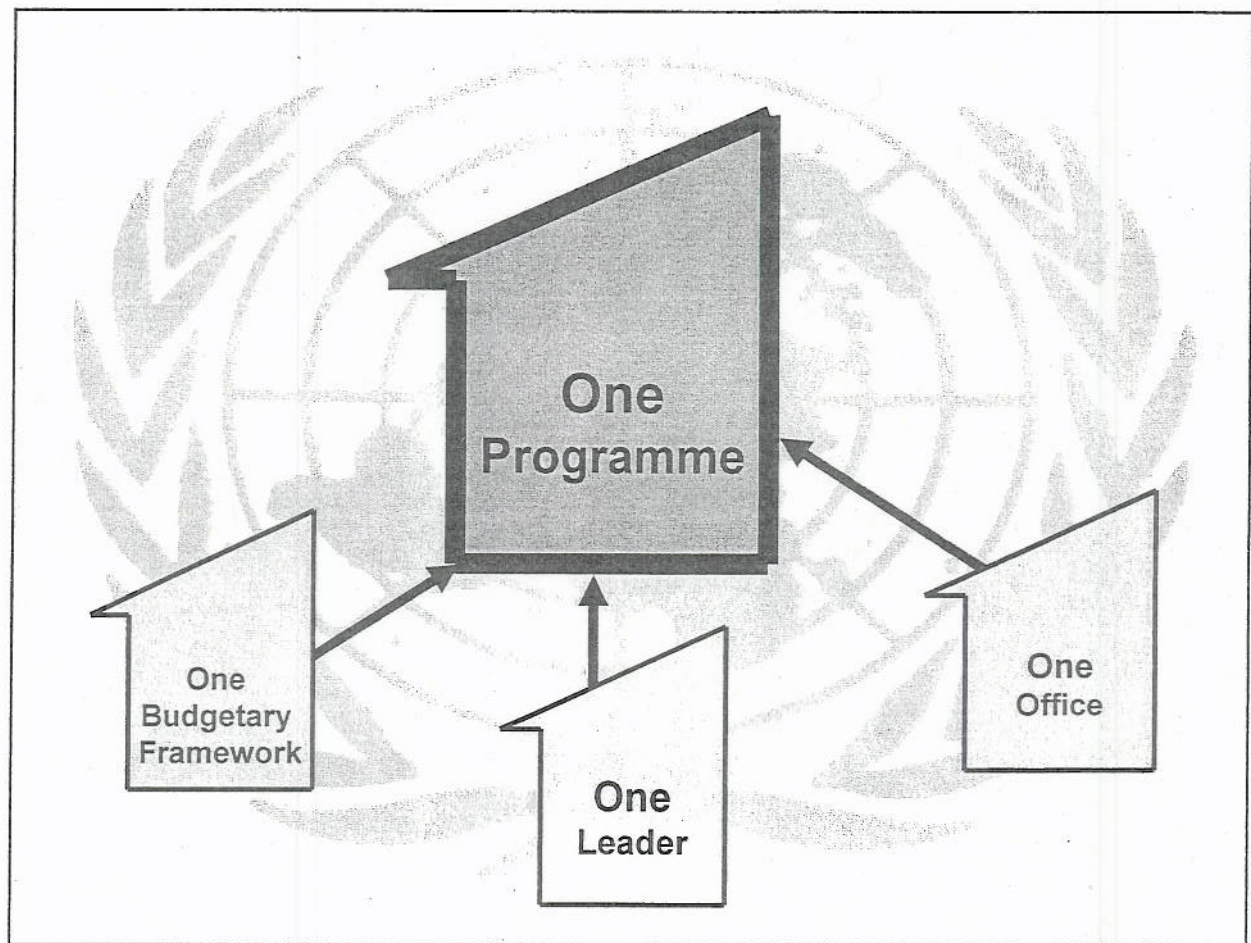 One
Programme
One
Budgetary
Framework
One
Leader
One
Office